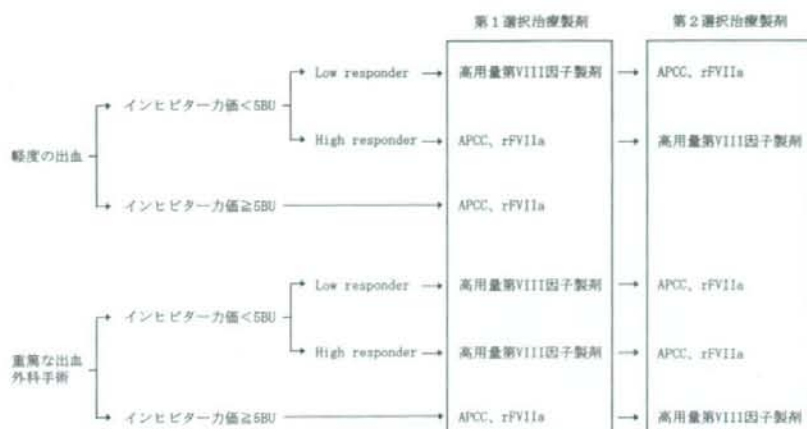 第1選択治療製剤 第2選択治療製剤
Low responder 高用量第VIII因子製剤 APCC、rFVIIa
インヒビター力価<5BU
High responder APCC、rFVIIa 高用量第VIII因子製剤
軽度の出血
インヒビター力価≧5BU APCC、rFVIIa
Low responder 高用量第VIII因子製剤 APCC、rFVIIa
インヒビター力価<5BU
High responder 高用量第VIII因子製剤 APCC、rFVIIa
重篤な出血
外科手術
インヒビター力価≧5BU APCC、rFVIIa 高用量第VIII因子製剤